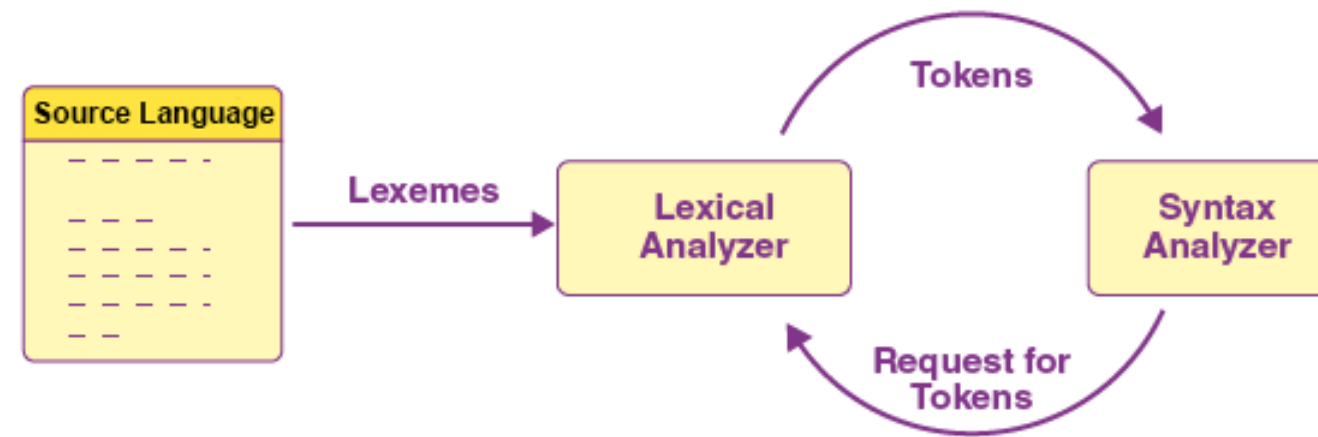 Source Language
Lexemes
Lexical
Analyzer
Tokens
Syntax
Analyzer
Request for
Tokens